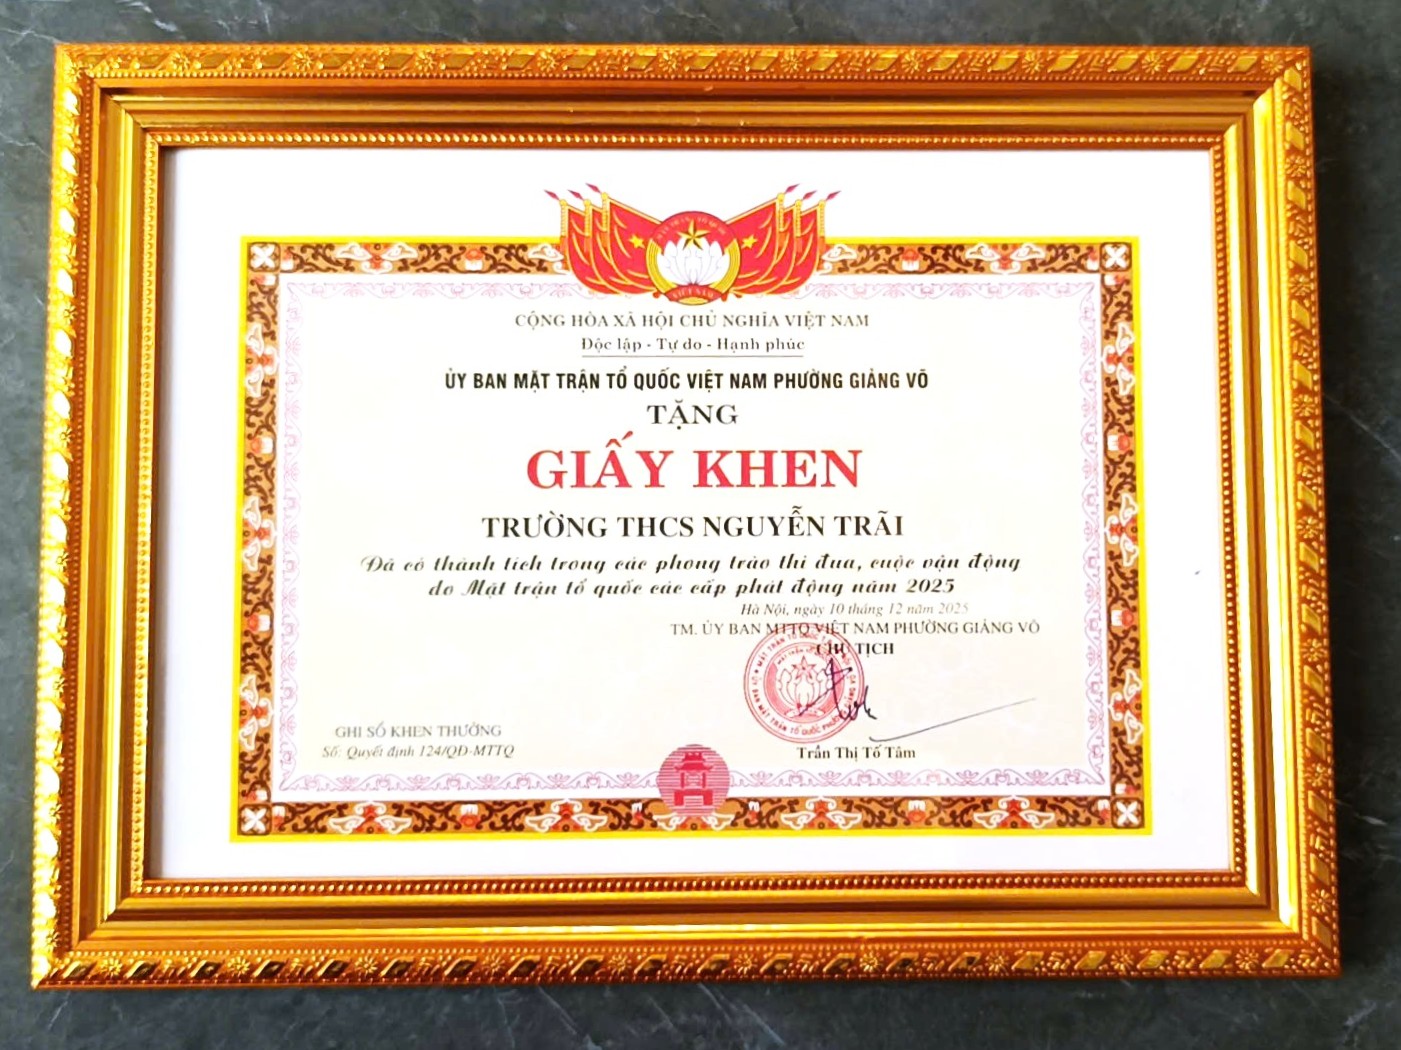 VIỆT NAM
CỘNG HÒA XÃ HỘI CHỦ NGHĨA VIỆT NAM
Độc lập - Tự do - Hạnh phúc
ỦY BAN MẶT TRẬN TỔ QUỐC VIỆT NAM PHƯỜNG GIẢNG VÕ
TẶNG
GIẤY KHEN
TRƯỜNG THCS NGUYỄN TRÃI
Đã có thành tích trong các phong trào thi đua, cuộc vận động
do Mặt trận tổ quốc các cấp phát động năm 2025
Hà Nội, ngày 10 tháng 12 năm 2025
TM. ỦY BAN MTTQ VIỆT NAM PHƯỜNG GIẢNG VÕ
CHỦ TỊCH
GHI SỔ KHEN THƯỞNG
Số: Quyết định 124/QĐ-MTTQ
Trần Thị Tố Tâm